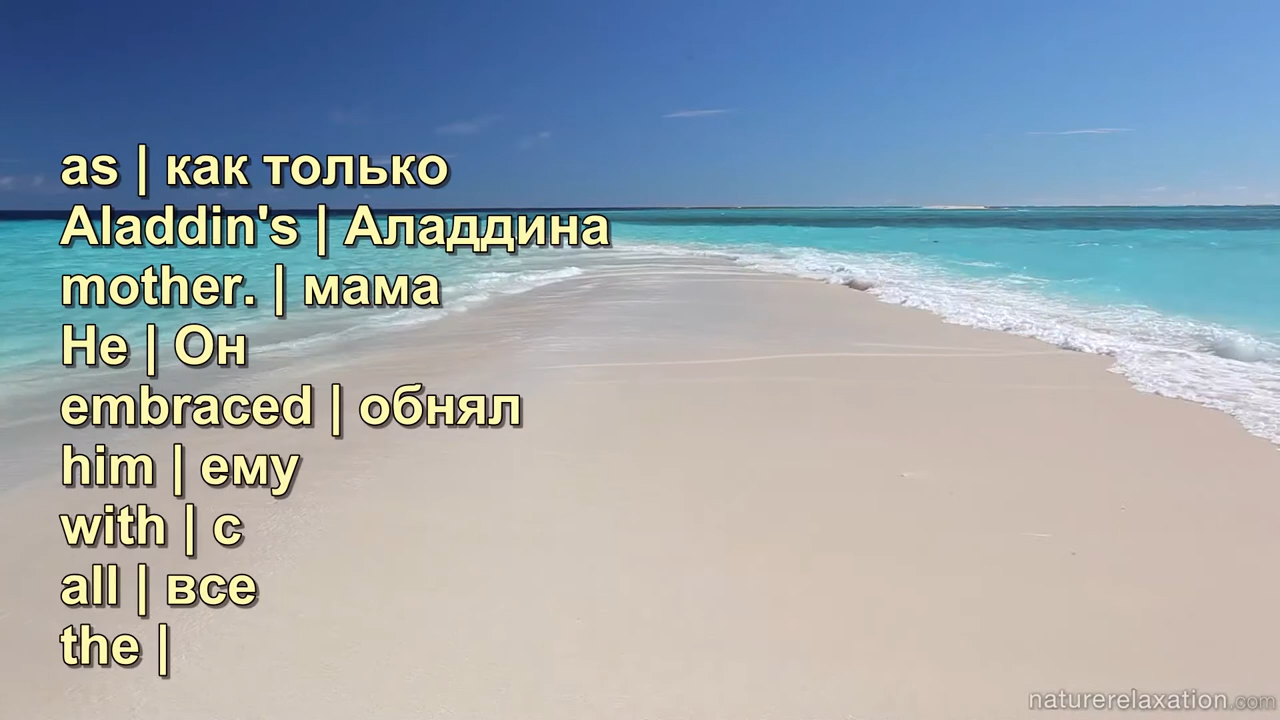 as | как только
Aladdin's | Аладдина
mother. | мама
He | Он
embraced | обнял
him | ему
with | с
all | все
the |
naturerelaxation.com